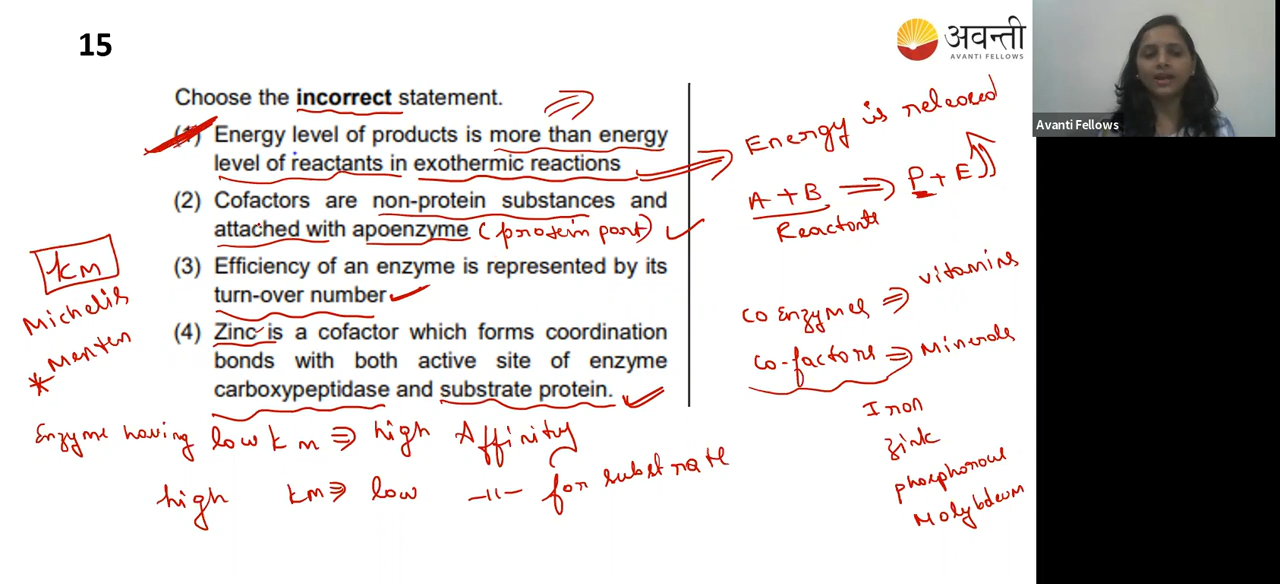 15
अवन्ती
AVANTI FELLOWS
Avanti Fellows
Choose the incorrect statement.
(1) Energy level of products is more than energy
level of reactants in exothermic reactions
(2) Cofactors are non-protein substances and
attached with apoenzyme (protein part)
(3) Efficiency of an enzyme is represented by its
turn-over number
(4) Zinc is a cofactor which forms coordination
bonds with both active site of enzyme
carboxypeptidase and substrate protein.
km
Michelis
* Menten
Enzyme having low km ⇒ high Affinity
high km ⇒ low -11- for substrate
Energy is released
A + B ⇒ P + E
Reactants
Co Enzymes ⇒ vitamins
Co-factors ⇒ Minerals
Iron
Zink
phosphorous
Molybdeum